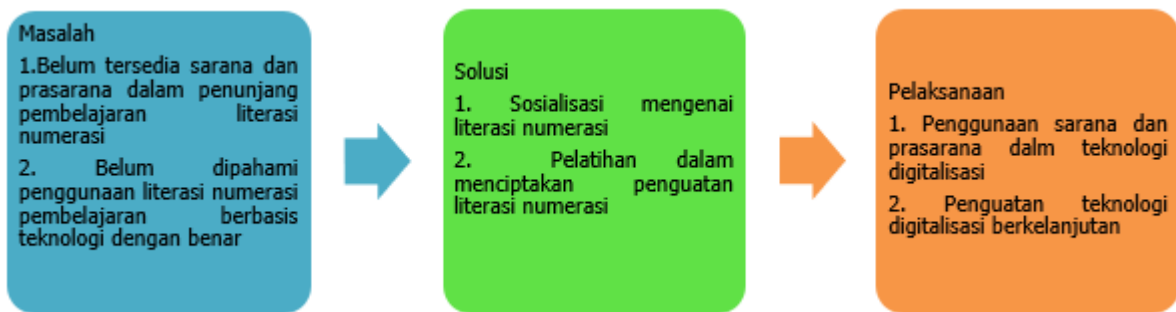 Masalah
1.Belum tersedia sarana dan
prasarana dalam penunjang
pembelajaran literasi
numerasi
2. Belum dipahami
penggunaan literasi numerasi
pembelajaran berbasis
teknologi dengan benar
Solusi
1. Sosialisasi mengenai
literasi numerasi
2. Pelatihan dalam
menciptakan penguatan
literasi numerasi
Pelaksanaan
1. Penggunaan sarana dan
prasarana dalm teknologi
digitalisasi
2. Penguatan teknologi
digitalisasi berkelanjutan